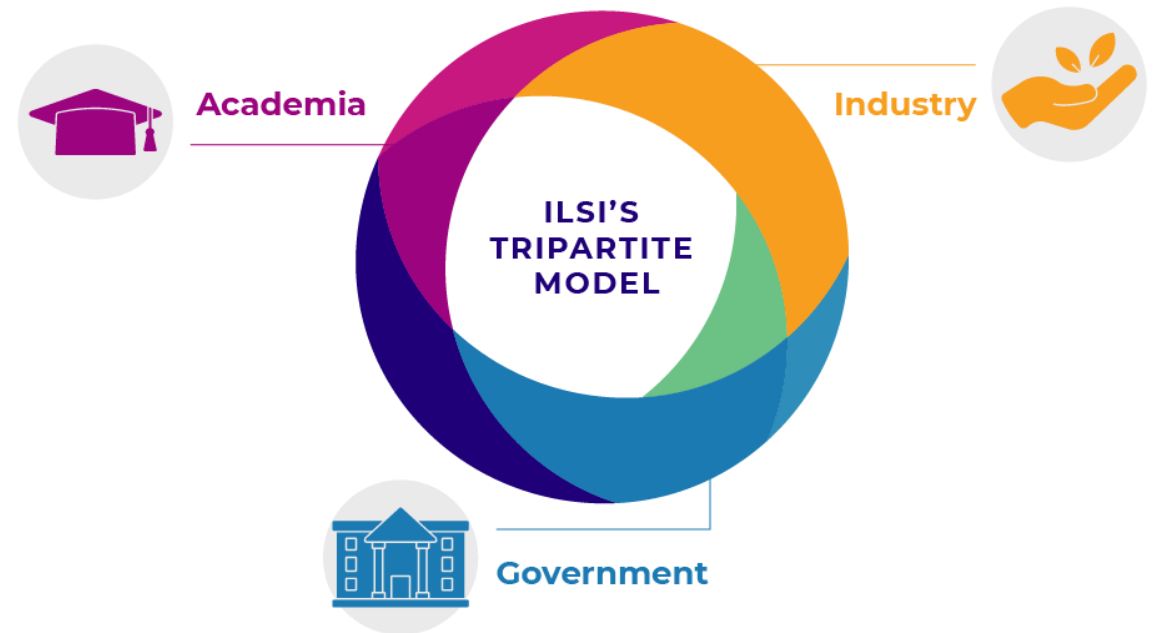 Academia
Industry
ILSI’S
TRIPARTITE
MODEL
Government